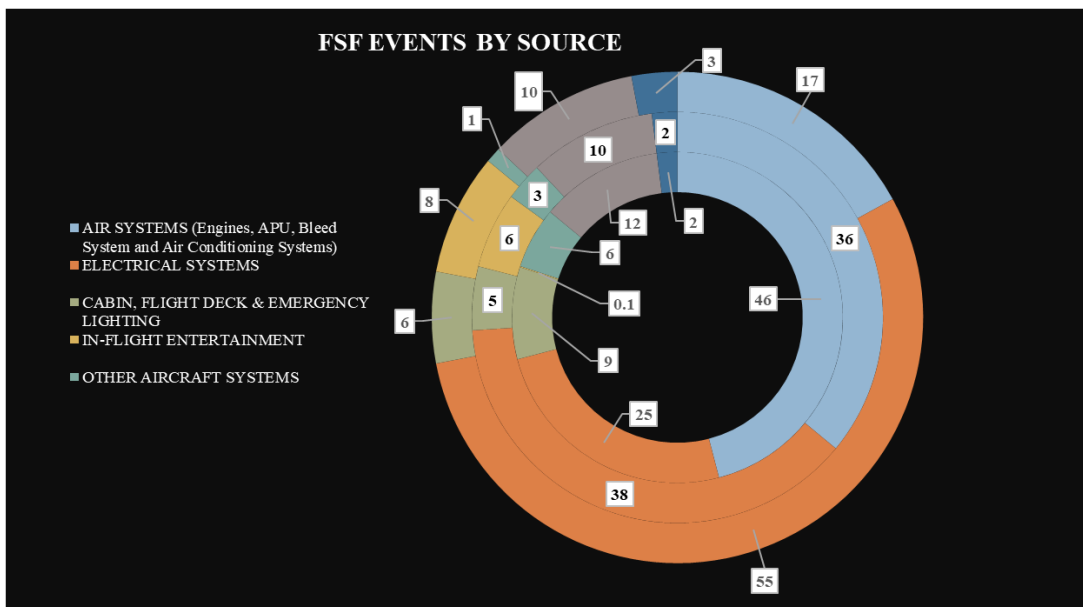 FSF EVENTS BY SOURCE
3
17
10
1
2
10
8
3
12
2
36
6
6
0.1
46
5
6
9
25
38
55
AIR SYSTEMS (Engines, APU, Bleed
System and Air Conditioning Systems)
ELECTRICAL SYSTEMS
CABIN, FLIGHT DECK & EMERGENCY
LIGHTING
IN-FLIGHT ENTERTAINMENT
OTHER AIRCRAFT SYSTEMS